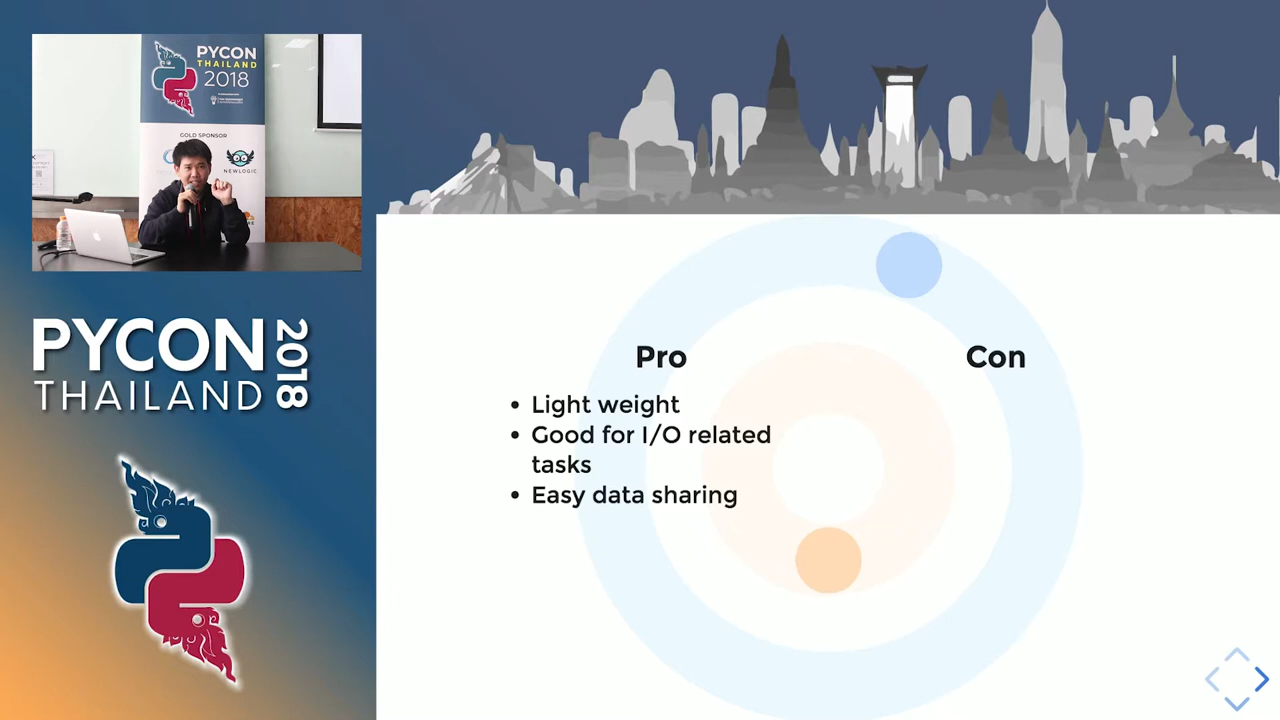 PYCON
THAILAND
2018
GOLD SPONSOR
NEWLOGIC
PYCON 2018
THAILAND
Pro
Con
• Light weight
• Good for I/O related
tasks
• Easy data sharing